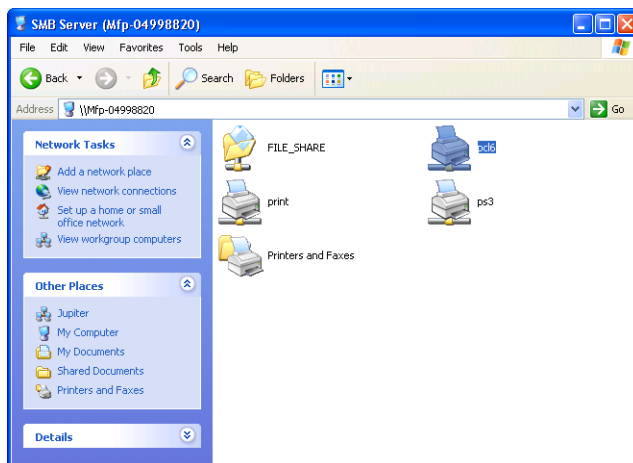 SMB Server (Mfp-04998820)
File Edit View Favorites Tools Help
Back Search Folders
Address \\Mfp-04998820 Go
Network Tasks
Add a network place
View network connections
Set up a home or small
office network
View workgroup computers
Other Places
Jupiter
My Computer
My Documents
Shared Documents
Printers and Faxes
Details
FILE_SHARE pcl6
print ps3
Printers and Faxes